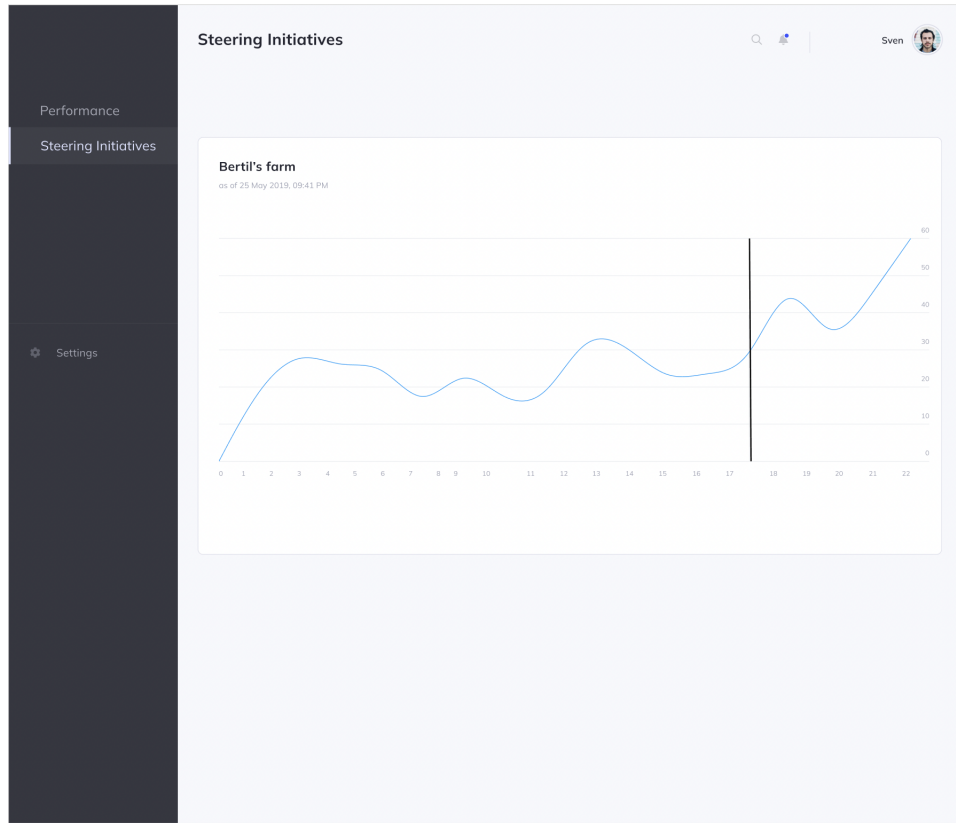 Steering Initiatives
Sven
Performance
Steering Initiatives
Settings
Bertil’s farm
as of 25 May 2019, 09:41 PM
60
50
40
30
20
10
0
0 1 2 3 4 5 6 7 8 9 10 11 12 13 14 15 16 17 18 19 20 21 22